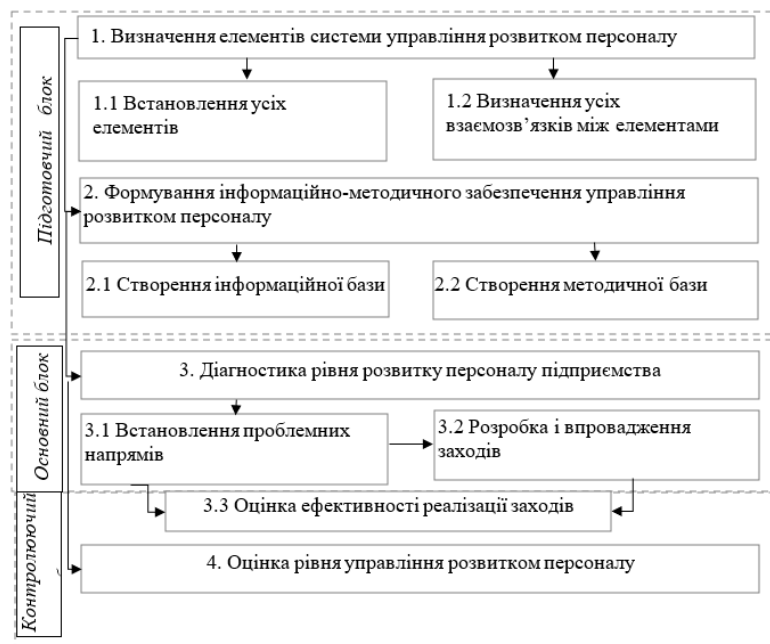 Підготовчий блок
1. Визначення елементів системи управління розвитком персоналу
1.1 Встановлення усіх
елементів
1.2 Визначення усіх
взаємозв’язків між елементами
2. Формування інформаційно-методичного забезпечення управління
розвитком персоналу
2.1 Створення інформаційної бази
2.2 Створення методичної бази
Основний блок
3. Діагностика рівня розвитку персоналу підприємства
3.1 Встановлення проблемних
напрямів
3.2 Розробка і впровадження
заходів
Контролюючий
3.3 Оцінка ефективності реалізації заходів
4. Оцінка рівня управління розвитком персоналу